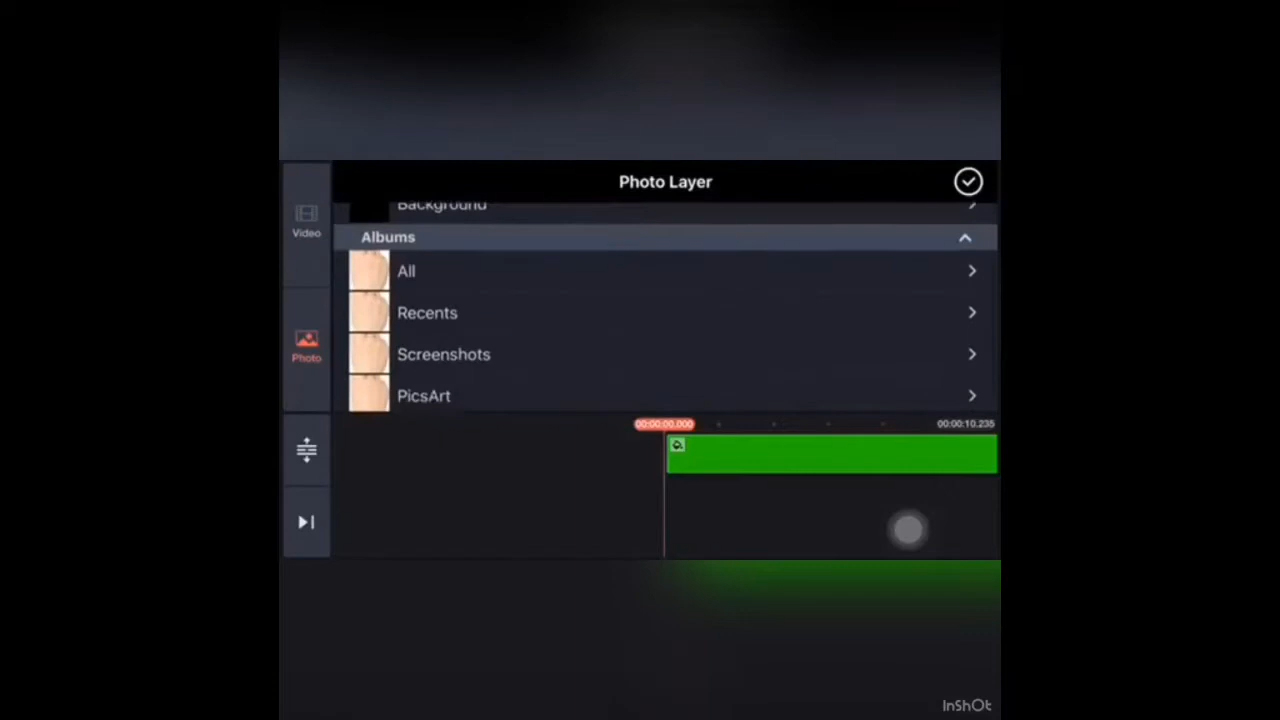 Photo Layer
Background
Video
Albums
All
Recents
Photo
Screenshots
PicsArt
00:00:00.000
00:00:10.235
InShOt